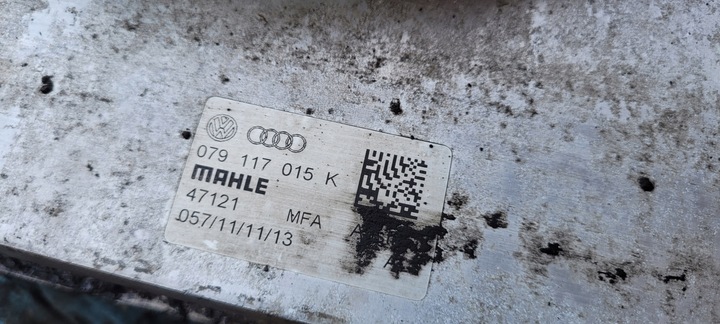 079 117 015 K
MAHLE
47121 MFA A
057/11/11/13 A